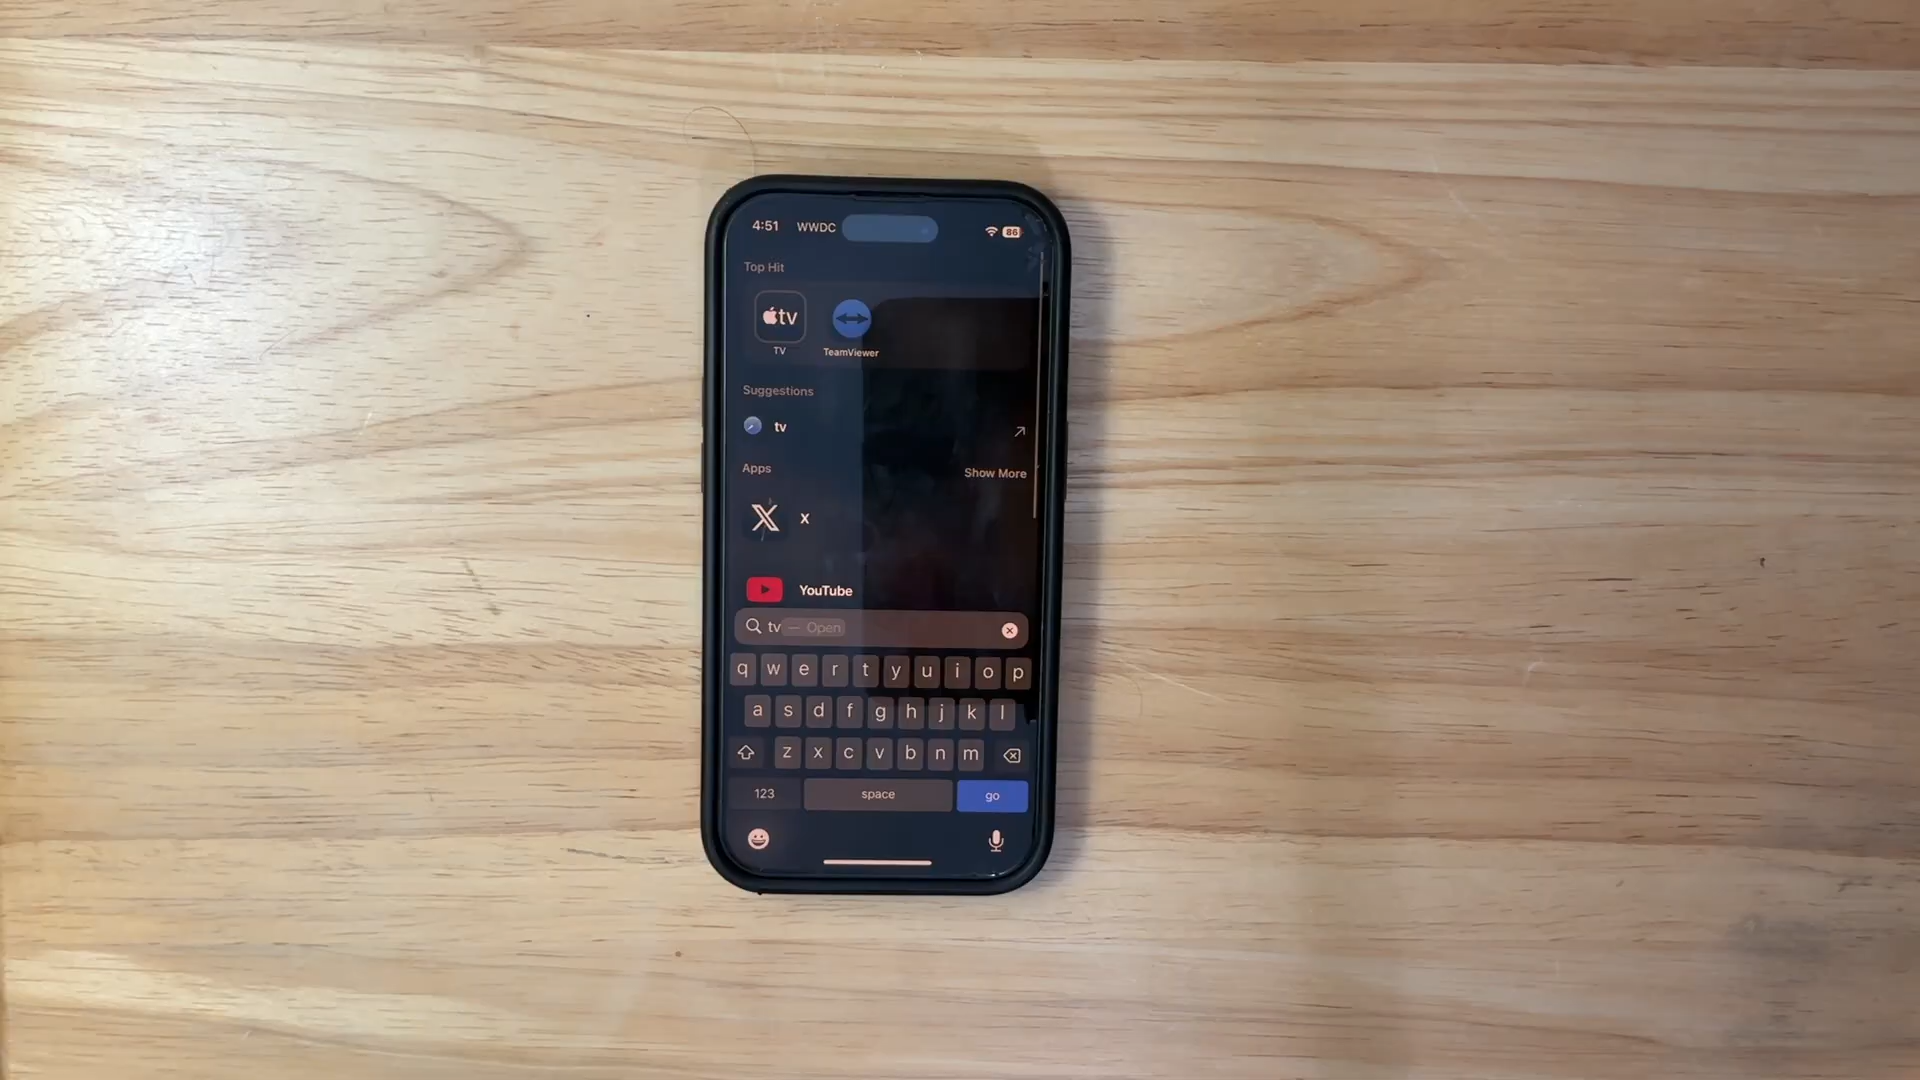 4:51 WWDC 86
Top Hit
tv
TV TeamViewer
Suggestions
tv
Apps Show More
X
YouTube
tv — Open
q w e r t y u i o p
a s d f g h j k l
z x c v b n m
123 space go